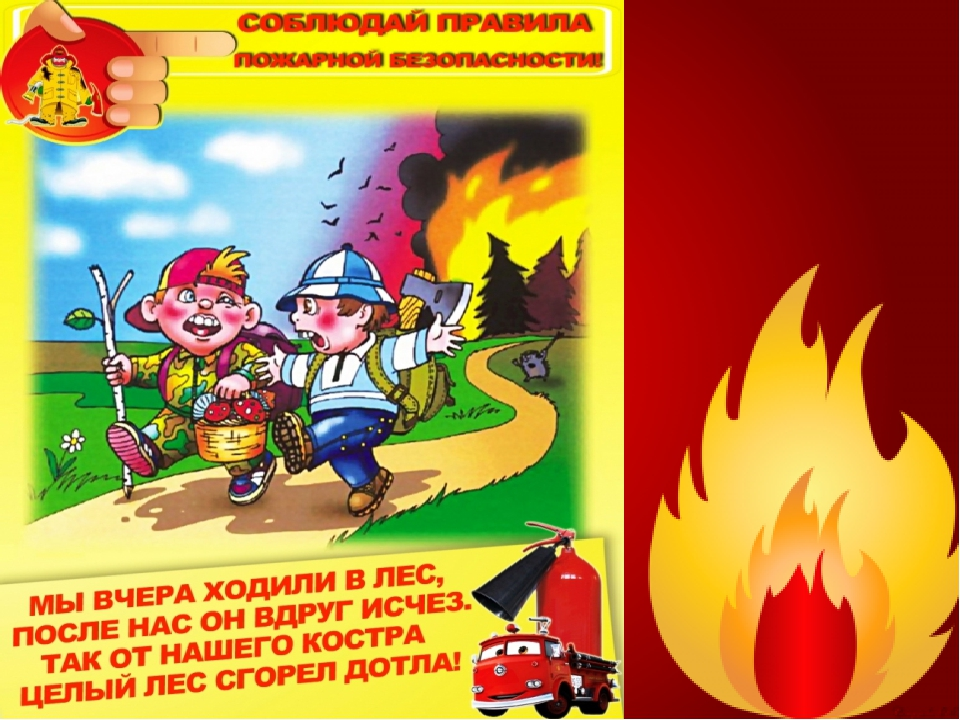 СОБЛЮДАЙ ПРАВИЛА
ПОЖАРНОЙ БЕЗОПАСНОСТИ!
МЫ ВЧЕРА ХОДИЛИ В ЛЕС,
ПОСЛЕ НАС ОН ВДРУГ ИСЧЕЗ.
ТАК ОТ НАШЕГО КОСТРА
ЦЕЛЫЙ ЛЕС СГОРЕЛ ДОТЛА!